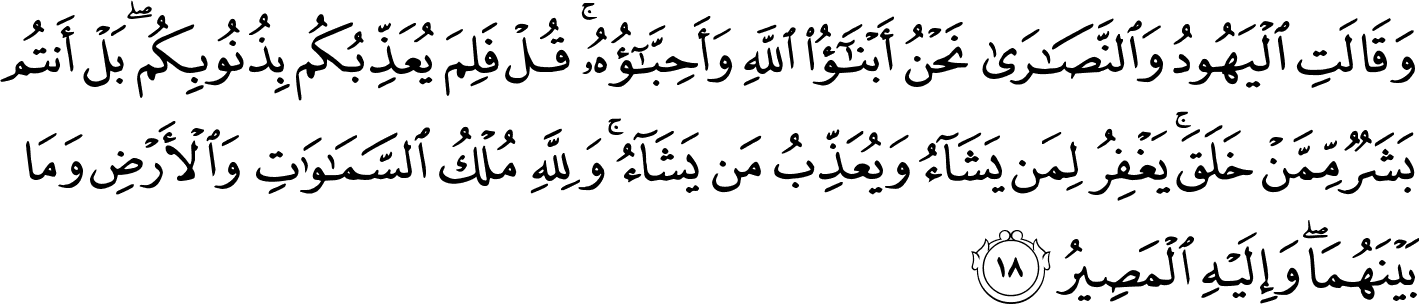 وَقَالَتِ ٱلْيَهُودُ وَٱلنَّصَـٰرَىٰ نَحْنُ أَبْنَـٰٓؤُا۟ ٱللَّهِ وَأَحِبَّـٰٓؤُهُۥ ۚ قُلْ فَلِمَ يُعَذِّبُكُم بِذُنُوبِكُم ۖ بَلْ أَنتُم
بَشَرٌ مِّمَّنْ خَلَقَ ۚ يَغْفِرُ لِمَن يَشَآءُ وَيُعَذِّبُ مَن يَشَآءُ ۚ وَلِلَّهِ مُلْكُ ٱلسَّمَـٰوَٰتِ وَٱلْأَرْضِ وَمَا
بَيْنَهُمَا ۖ وَإِلَيْهِ ٱلْمَصِيرُ ١٨